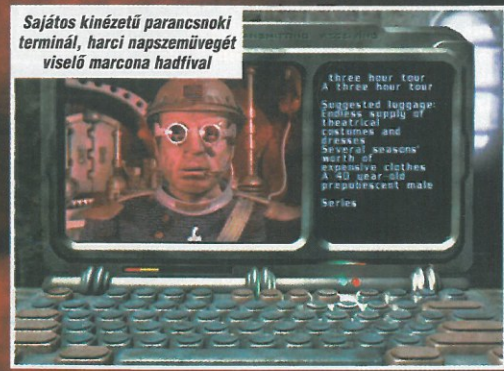 Sajátos kinézetű parancsnoki
terminál, harci napszemüvegét
viselő marcona hadfival
three hour tour
A three hour tour
Suggested luggage:
Endless supply of
theatrical
costumes and
dresses
Several seasons'
worth of
expensive clothes
A 40 year-old
prepubescent male
Series